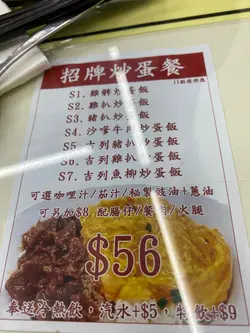 招牌炒蛋餐
11點後供應
S1. 雞髀炒蛋飯
S2. 雞扒炒蛋飯
S3. 豬扒炒蛋飯
S4. 沙嗲牛肉炒蛋飯
S5. 吉列豬扒炒蛋飯
S6. 吉列雞扒炒蛋飯
S7. 吉列魚柳炒蛋飯
可選咖哩汁/茄汁/秘製豉油+蔥油
可另加$8, 配腸仔/餐肉/火腿
$56
奉送冷熱飲，汽水+$5，特飲+$9